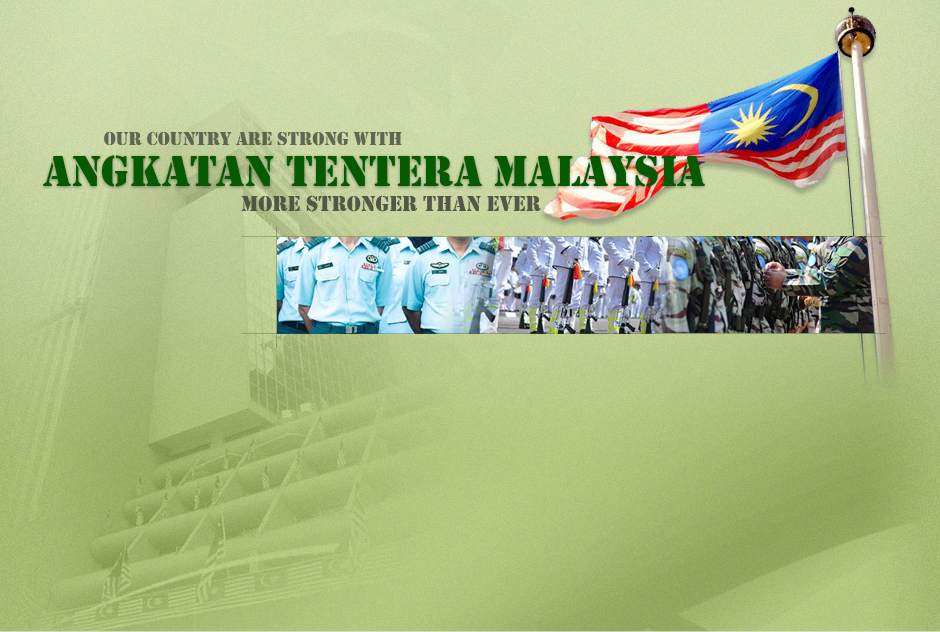 OUR COUNTRY ARE STRONG WITH
ANGKATAN TENTERA MALAYSIA
MORE STRONGER THAN EVER